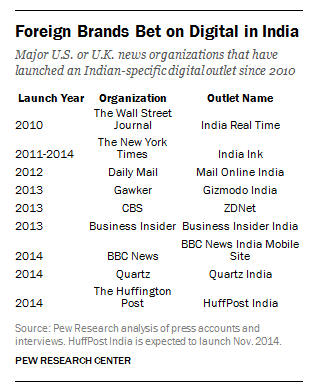 Foreign Brands Bet on Digital in India
Major U.S. or U.K. news organizations that have
launched an Indian-specific digital outlet since 2010
Launch Year Organization Outlet Name
2010 The Wall Street Journal India Real Time
2011-2014 The New York Times India Ink
2012 Daily Mail Mail Online India
2013 Gawker Gizmodo India
2013 CBS ZDNet
2013 Business Insider Business Insider India
2014 BBC News BBC News India Mobile Site
2014 Quartz Quartz India
2014 The Huffington Post HuffPost India
Source: Pew Research analysis of press accounts and
interviews. HuffPost India is expected to launch Nov. 2014.
PEW RESEARCH CENTER